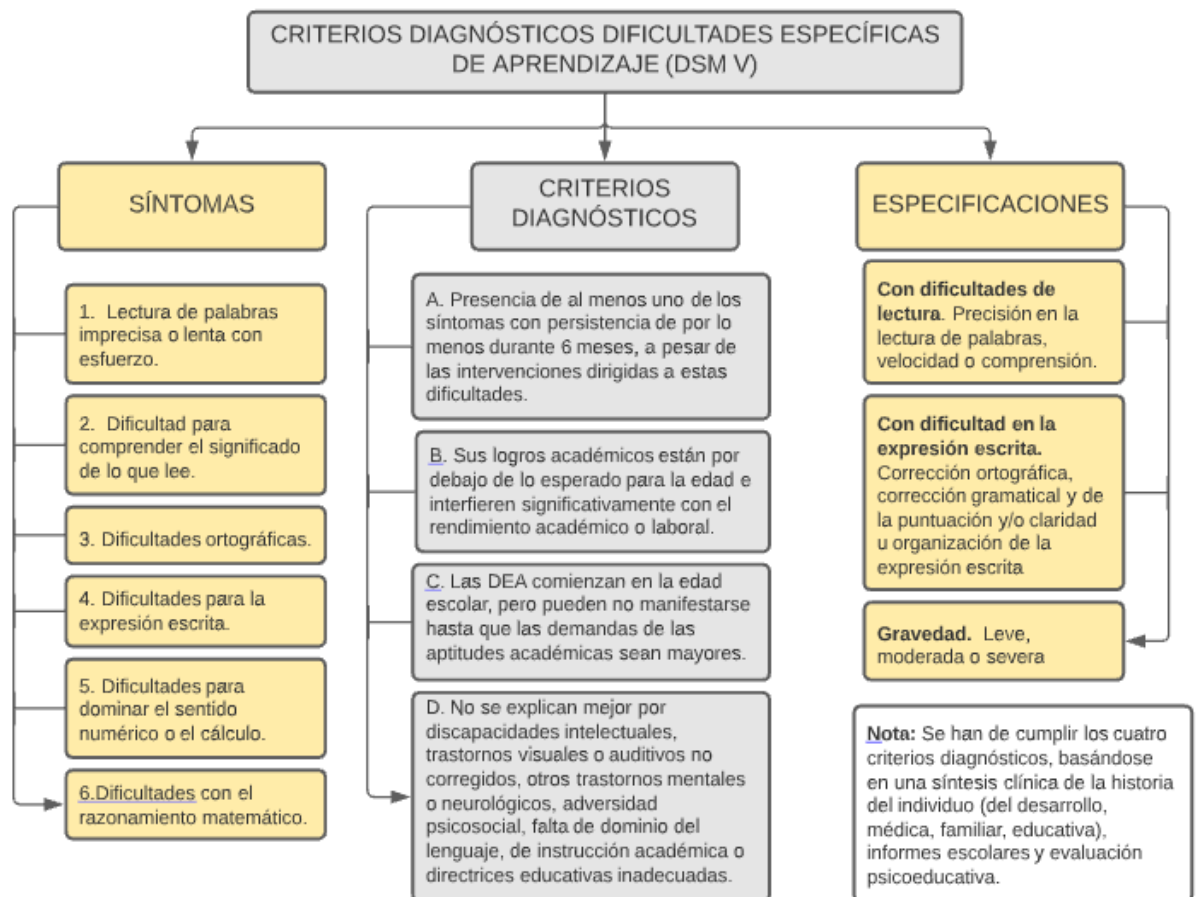 CRITERIOS DIAGNÓSTICOS DIFICULTADES ESPECÍFICAS
DE APRENDIZAJE (DSM V)
SÍNTOMAS
1. Lectura de palabras
imprecisa o lenta con
esfuerzo.
2. Dificultad para
comprender el significado
de lo que lee.
3. Dificultades ortográficas.
4. Dificultades para la
expresión escrita.
5. Dificultades para
dominar el sentido
numérico o el cálculo.
6.Dificultades con el
razonamiento matemático.
CRITERIOS
DIAGNÓSTICOS
A. Presencia de al menos uno de los
síntomas con persistencia de por lo
menos durante 6 meses, a pesar de
las intervenciones dirigidas a estas
dificultades.
B. Sus logros académicos están por
debajo de lo esperado para la edad e
interfieren significativamente con el
rendimiento académico o laboral.
C. Las DEA comienzan en la edad
escolar, pero pueden no manifestarse
hasta que las demandas de las
aptitudes académicas sean mayores.
D. No se explican mejor por
discapacidades intelectuales,
trastornos visuales o auditivos no
corregidos, otros trastornos mentales
o neurológicos, adversidad
psicosocial, falta de dominio del
lenguaje, de instrucción académica o
directrices educativas inadecuadas.
ESPECIFICACIONES
Con dificultades de
lectura. Precisión en la
lectura de palabras,
velocidad o comprensión.
Con dificultad en la
expresión escrita.
Corrección ortográfica,
corrección gramatical y de
la puntuación y/o claridad
u organización de la
expresión escrita
Gravedad. Leve,
moderada o severa
Nota: Se han de cumplir los cuatro
criterios diagnósticos, basándose
en una síntesis clínica de la historia
del individuo (del desarrollo,
médica, familiar, educativa),
informes escolares y evaluación
psicoeducativa.